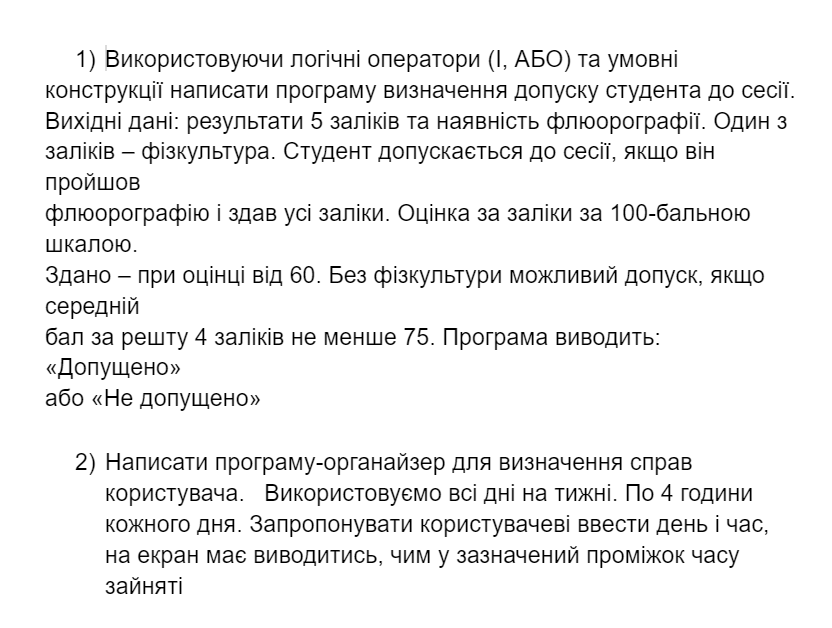 1) Використовуючи логічні оператори (І, АБО) та умовні
конструкції написати програму визначення допуску студента до сесії.
Вихідні дані: результати 5 заліків та наявність флюорографії. Один з
заліків – фізкультура. Студент допускається до сесії, якщо він
пройшов
флюорографію і здав усі заліки. Оцінка за заліки за 100-бальною
шкалою.
Здано – при оцінці від 60. Без фізкультури можливий допуск, якщо
середній
бал за решту 4 заліків не менше 75. Програма виводить:
«Допущено»
або «Не допущено»
2) Написати програму-органайзер для визначення справ
користувача. Використовуємо всі дні на тижні. По 4 години
кожного дня. Запропонувати користувачеві ввести день і час,
на екран має виводитись, чим у зазначений проміжок часу
зайняті